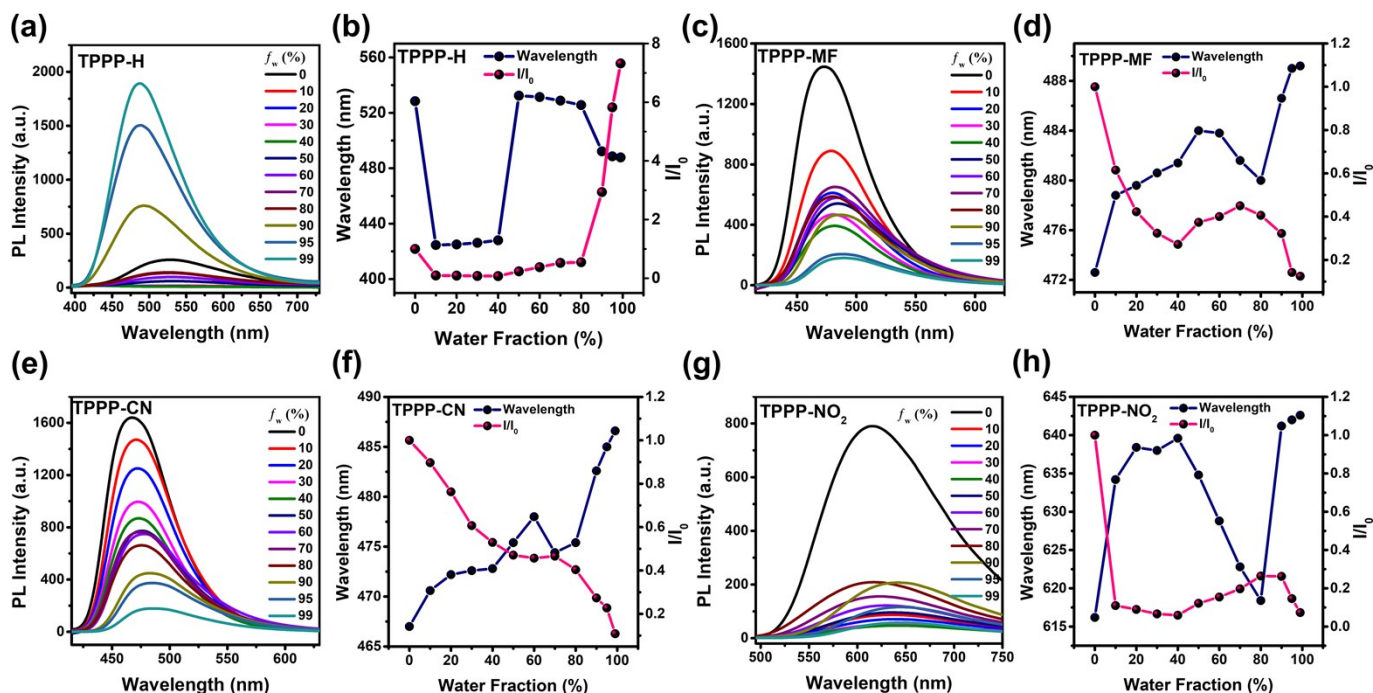 (a)
TPPP-H
fw (%)
0
10
20
30
40
50
60
70
80
90
95
99
2000
1500
1000
500
0
PL Intensity (a.u.)
400 450 500 550 600 650 700
Wavelength (nm)
(b)
TPPP-H
Wavelength
I/I0
560
520
480
440
400
Wavelength (nm)
8
6
4
2
0
I/I0
0 20 40 60 80 100
Water Fraction (%)
(c)
TPPP-MF
fw (%)
0
10
20
30
40
50
60
70
80
90
95
99
1600
1200
800
400
0
PL Intensity (a.u.)
450 500 550 600
Wavelength (nm)
(d)
TPPP-MF
Wavelength
I/I0
488
484
480
476
472
Wavelength (nm)
1.2
1.0
0.8
0.6
0.4
0.2
I/I0
0 20 40 60 80 100
Water Fraction (%)
(e)
TPPP-CN
fw (%)
0
10
20
30
40
50
60
70
80
90
95
99
1600
1200
800
400
0
PL Intensity (a.u.)
450 500 550 600
Wavelength (nm)
(f)
TPPP-CN
Wavelength
I/I0
490
485
480
475
470
465
Wavelength (nm)
1.2
1.0
0.8
0.6
0.4
0.2
I/I0
0 20 40 60 80 100
Water Fraction (%)
(g)
TPPP-NO2
fw (%)
0
10
20
30
40
50
60
70
80
90
95
99
800
600
400
200
0
PL Intensity (a.u.)
500 550 600 650 700 750
Wavelength (nm)
(h)
TPPP-NO2
Wavelength
I/I0
645
640
635
630
625
620
615
Wavelength (nm)
1.2
1.0
0.8
0.6
0.4
0.2
0.0
I/I0
0 20 40 60 80 100
Water Fraction (%)